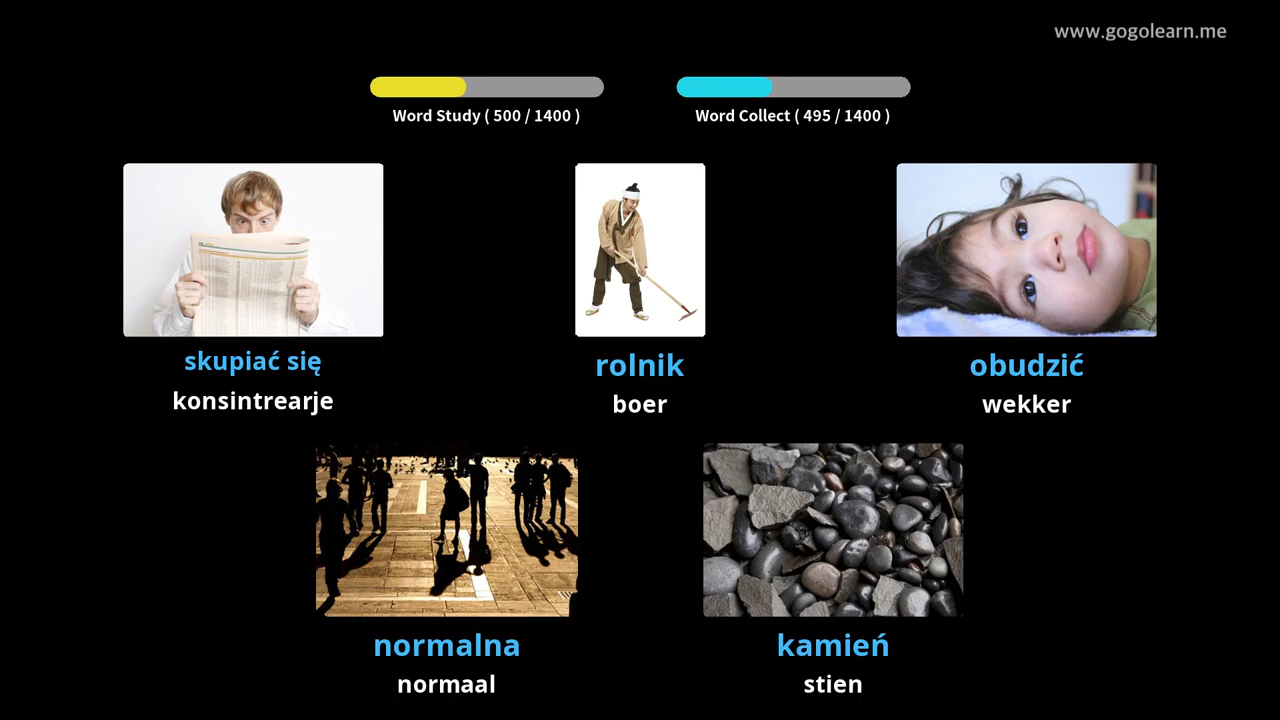 www.gogolearn.me
Word Study ( 500 / 1400 )
Word Collect ( 495 / 1400 )
skupiać się
konsintrearje
rolnik
boer
obudzić
wekker
normalna
normaal
kamień
stien